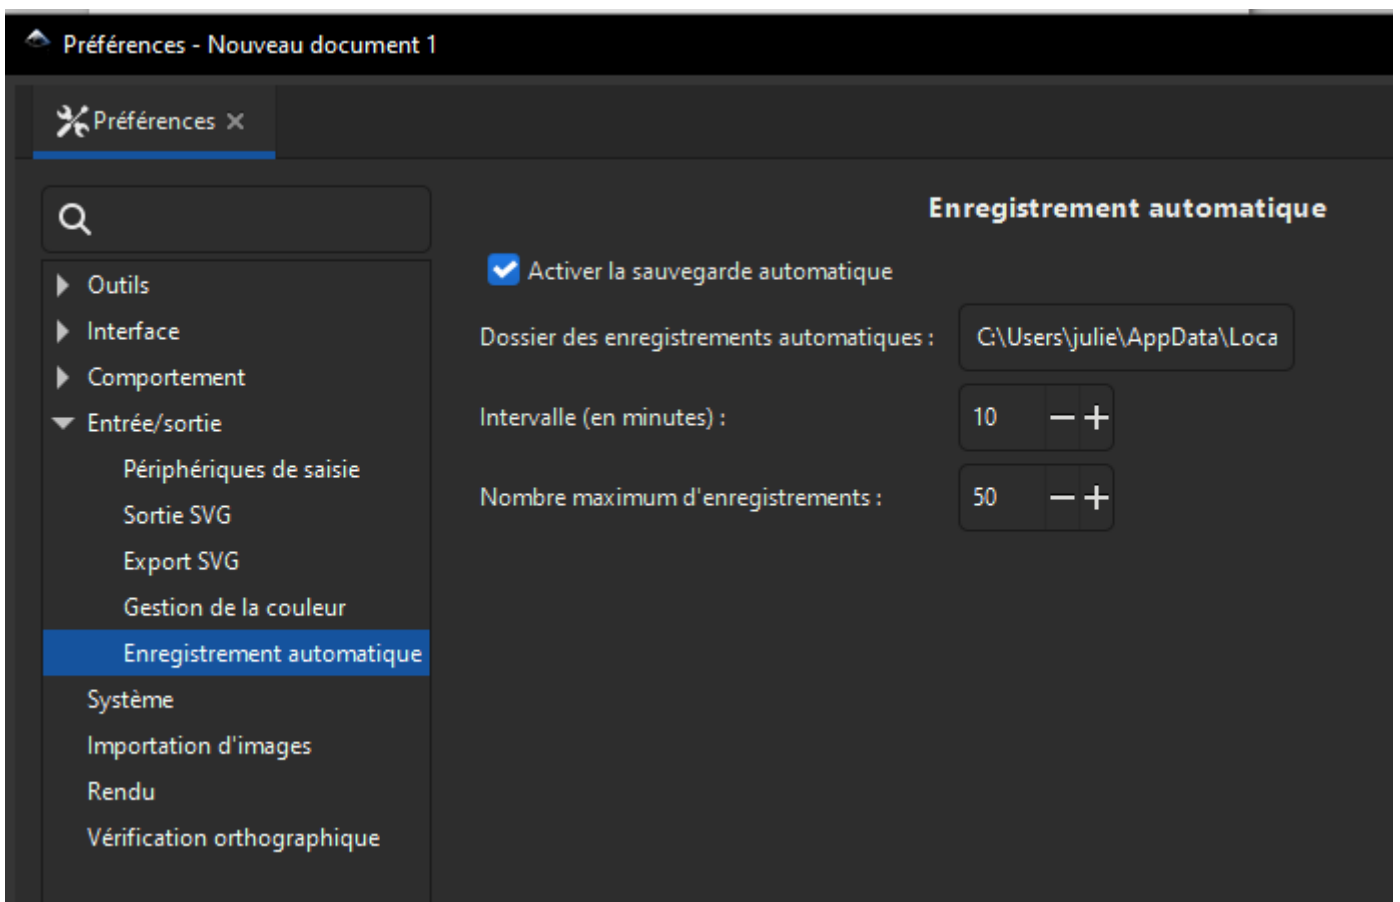 Préférences - Nouveau document 1
Préférences
Enregistrement automatique
Activer la sauvegarde automatique
Dossier des enregistrements automatiques : C:\Users\julie\AppData\Loca
Intervalle (en minutes) : 10
Nombre maximum d'enregistrements : 50
Outils
Interface
Comportement
Entrée/sortie
Périphériques de saisie
Sortie SVG
Export SVG
Gestion de la couleur
Enregistrement automatique
Système
Importation d'images
Rendu
Vérification orthographique